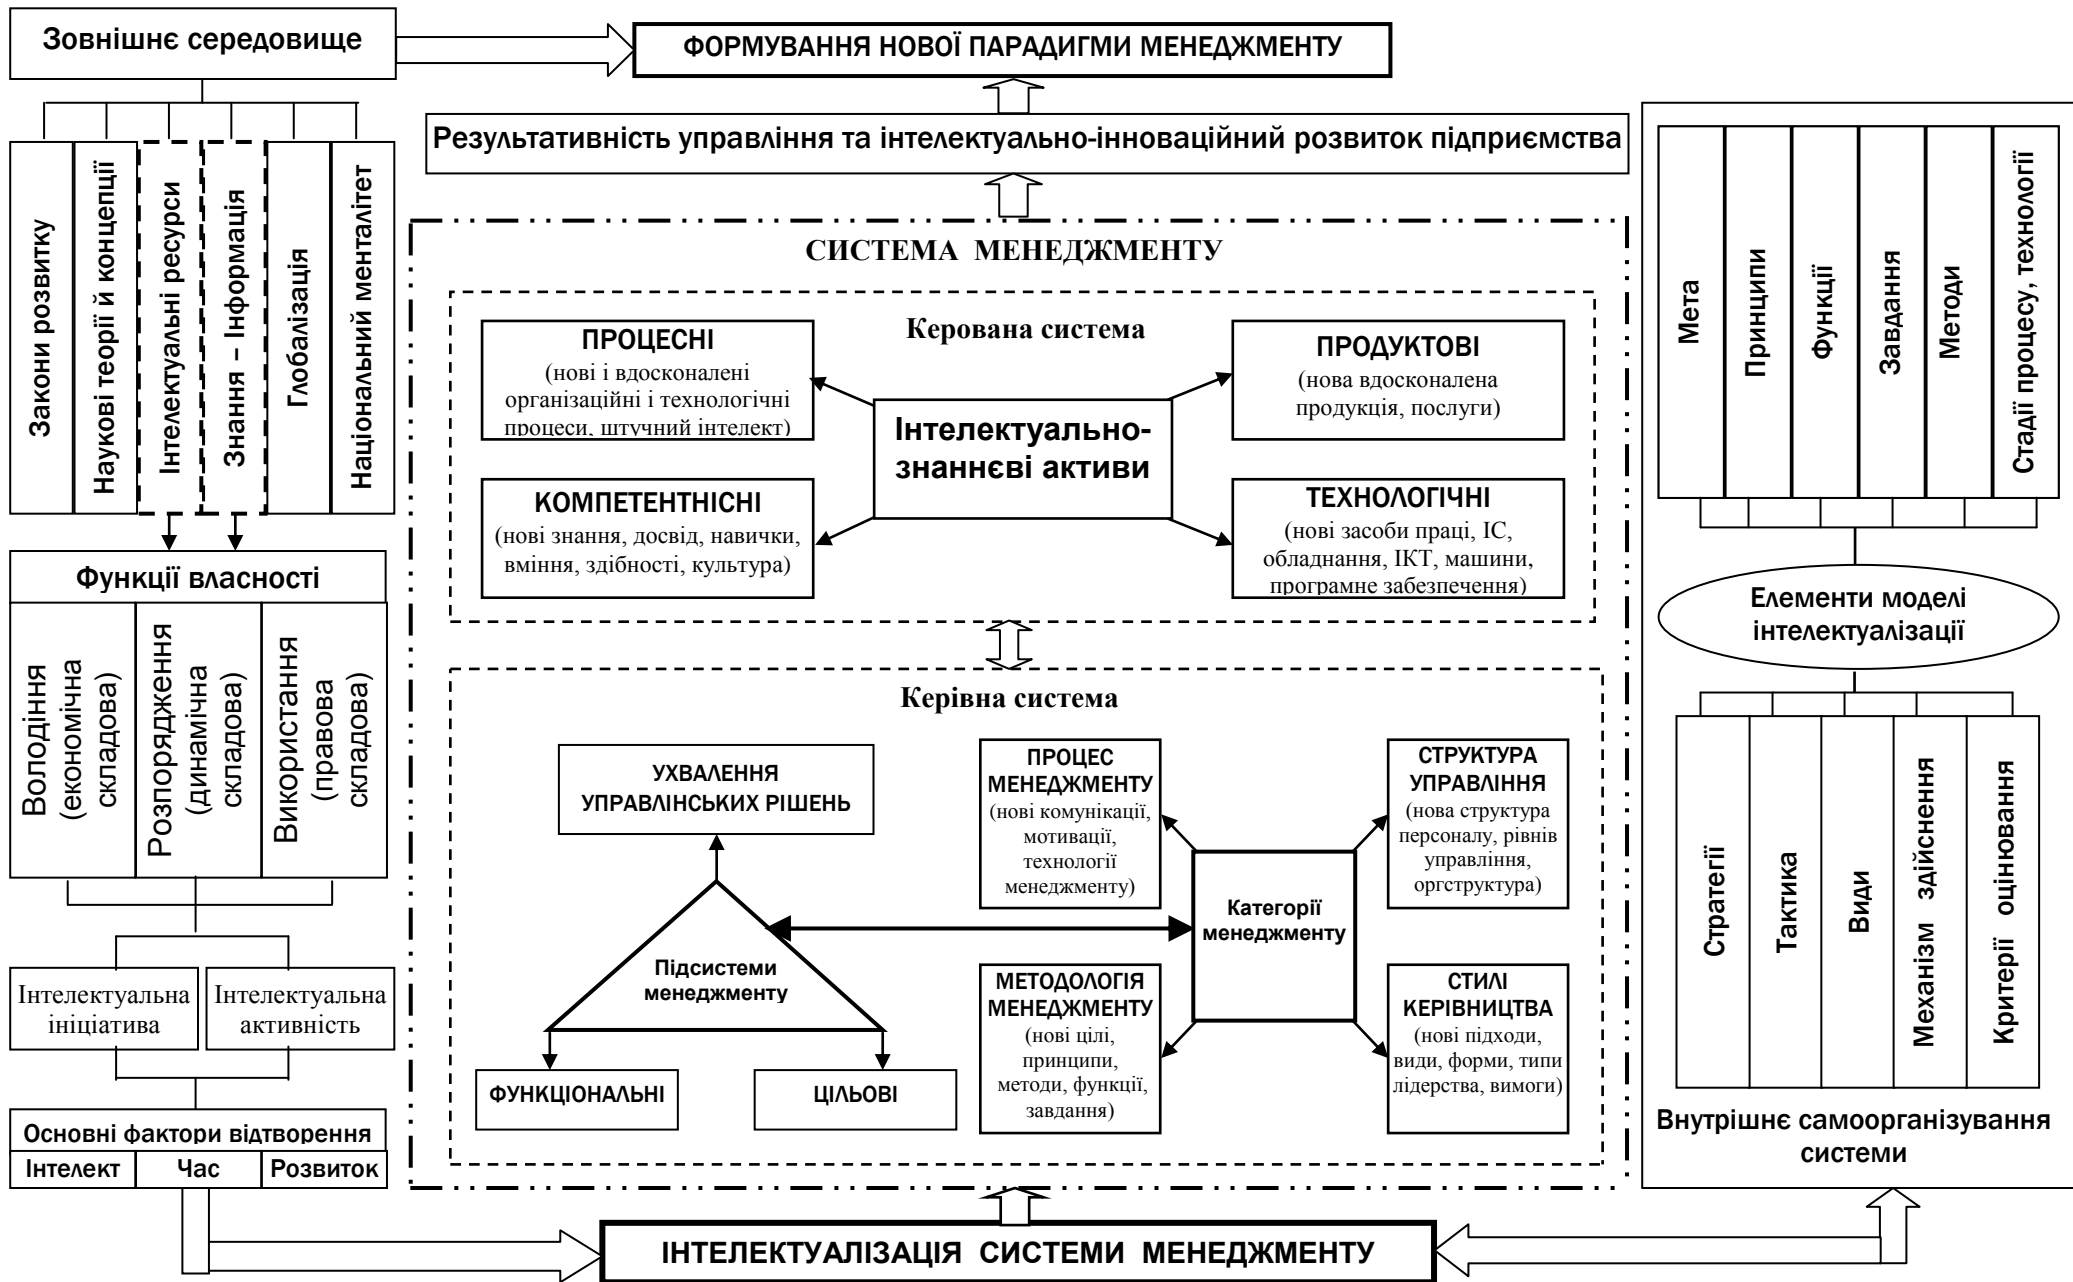 Зовнішнє середовище
ФОРМУВАННЯ НОВОЇ ПАРАДИГМИ МЕНЕДЖМЕНТУ
Результативність управління та інтелектуально-інноваційний розвиток підприємства
Закони розвитку
Наукові теорії й концепції
Інтелектуальні ресурси
Знання – Інформація
Глобалізація
Національний менталітет
Функції власності
Володіння
(економічна
складова)
Розпорядження
(динамічна
складова)
Використання
(правова
складова)
Інтелектуальна
ініціатива
Інтелектуальна
активність
Основні фактори відтворення
Інтелект
Час
Розвиток
СИСТЕМА МЕНЕДЖМЕНТУ
Керована система
ПРОЦЕСНІ
(нові і вдосконалені
організаційні і технологічні
процеси, штучний інтелект)
ПРОДУКТОВІ
(нова вдосконалена
продукція, послуги)
Інтелектуально-
знаннєві активи
КОМПЕТЕНТНІСНІ
(нові знання, досвід, навички,
вміння, здібності, культура)
ТЕХНОЛОГІЧНІ
(нові засоби праці, ІС,
обладнання, ІКТ, машини,
програмне забезпечення)
Керівна система
УХВАЛЕННЯ
УПРАВЛІНСЬКИХ РІШЕНЬ
Підсистеми
менеджменту
ФУНКЦІОНАЛЬНІ
ЦІЛЬОВІ
ПРОЦЕС
МЕНЕДЖМЕНТУ
(нові комунікації,
мотивації,
технології
менеджменту)
СТРУКТУРА
УПРАВЛІННЯ
(нова структура
персоналу, рівнів
управління,
оргструктура)
Категорії
менеджменту
МЕТОДОЛОГІЯ
МЕНЕДЖМЕНТУ
(нові цілі,
принципи,
методи, функції,
завдання)
СТИЛІ
КЕРІВНИЦТВА
(нові підходи,
види, форми, типи
лідерства, вимоги)
Мета
Принципи
Функції
Завдання
Методи
Стадії процесу, технології
Елементи моделі
інтелектуалізації
Стратегії
Тактика
Види
Механізм здійснення
Критерії оцінювання
Внутрішнє самоорганізування
системи
ІНТЕЛЕКТУАЛІЗАЦІЯ СИСТЕМИ МЕНЕДЖМЕНТУ